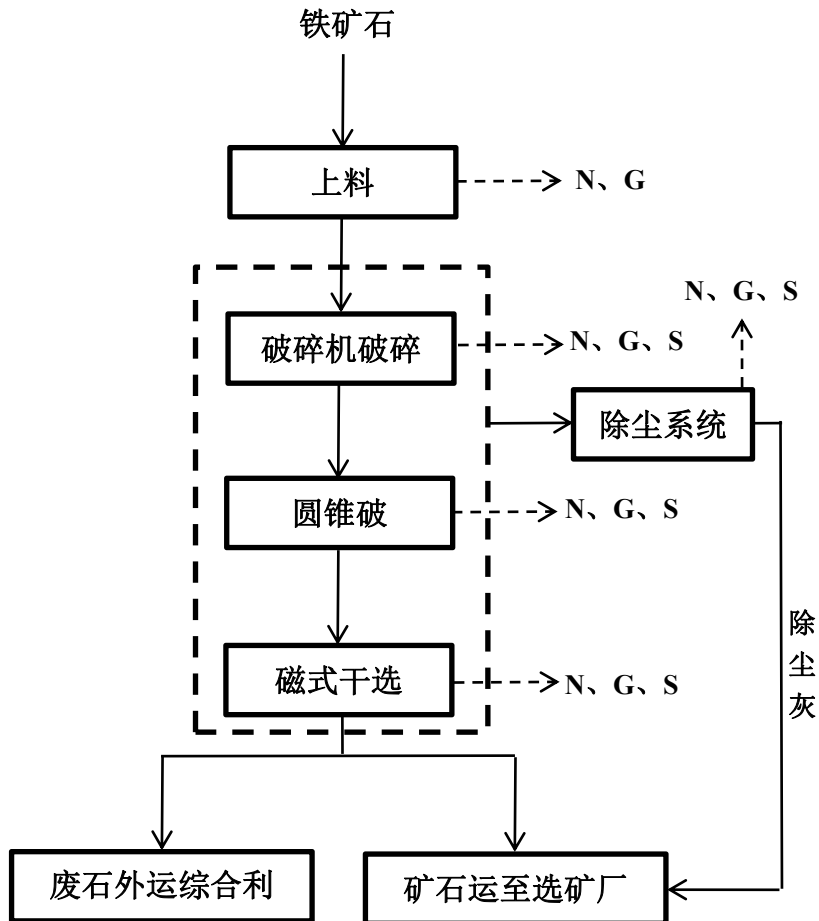 铁矿石
上料
N、G
N、G、S
破碎机破碎
N、G、S
除尘系统
圆锥破
N、G、S
除尘灰
磁式干选
N、G、S
废石外运综合利
矿石运至选矿厂